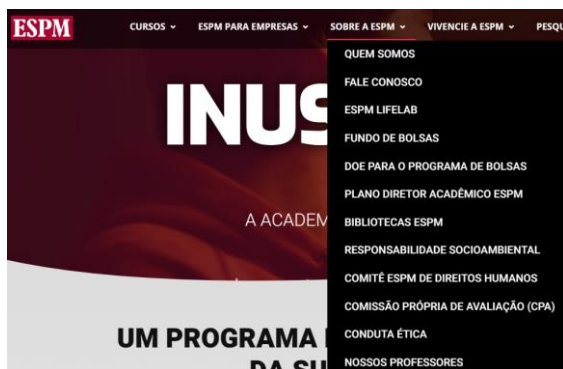 ESPM
CURSOS ESPM PARA EMPRESAS SOBRE A ESPM VIVENCIE A ESPM
QUEM SOMOS
FALE CONOSCO
ESPM LIFELAB
FUNDO DE BOLSAS
DOE PARA O PROGRAMA DE BOLSAS
PLANO DIRETOR ACADÊMICO ESPM
BIBLIOTECAS ESPM
RESPONSABILIDADE SOCIOAMBIENTAL
COMITÊ ESPM DE DIREITOS HUMANOS
COMISSÃO PRÓPRIA DE AVALIAÇÃO (CPA)
CONDUTA ÉTICA
NOSSOS PROFESSORES
INUS
A ACADEM
UM PROGRAMA
DA SU